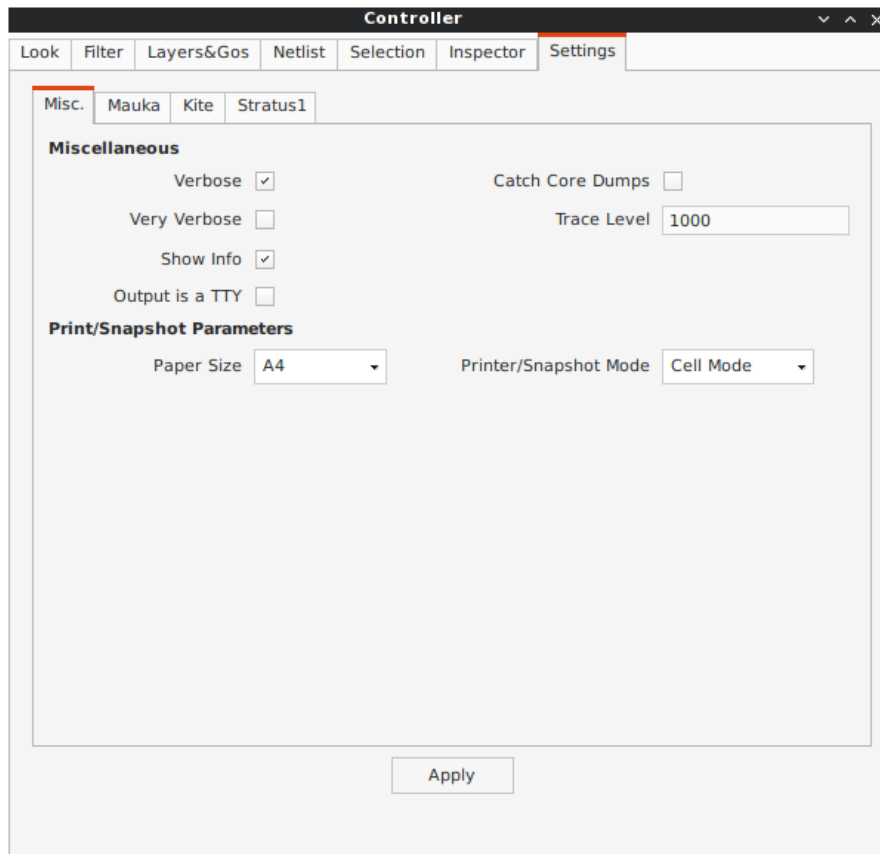 Controller
Look Filter Layers&Gos Netlist Selection Inspector Settings
Misc. Mauka Kite Stratus1
Miscellaneous
Verbose Catch Core Dumps
Very Verbose Trace Level 1000
Show Info
Output is a TTY
Print/Snapshot Parameters
Paper Size A4 Printer/Snapshot Mode Cell Mode
Apply